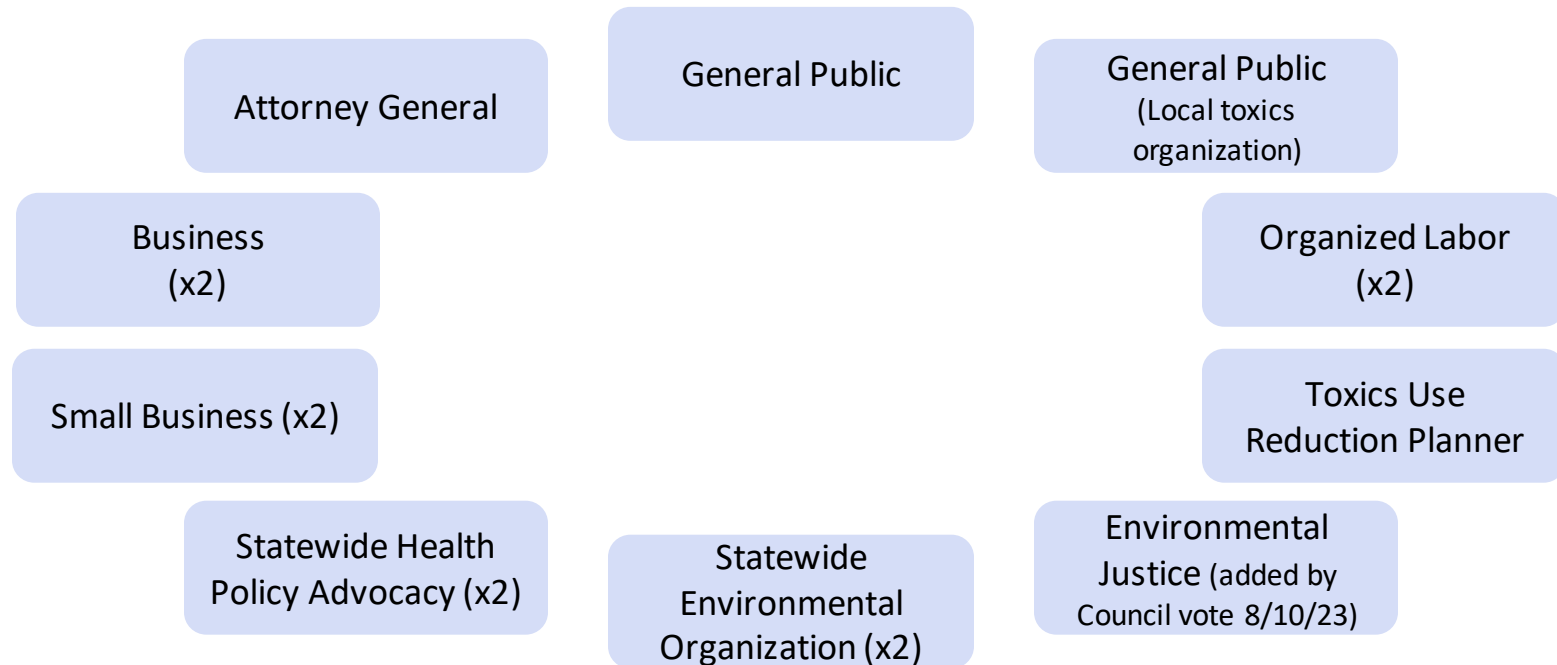 General Public
General Public
(Local toxics
organization)
Attorney General
Business
(x2)
Organized Labor
(x2)
Small Business (x2)
Toxics Use
Reduction Planner
Statewide Health
Policy Advocacy (x2)
Statewide
Environmental
Organization (x2)
Environmental
Justice (added by
Council vote 8/10/23)